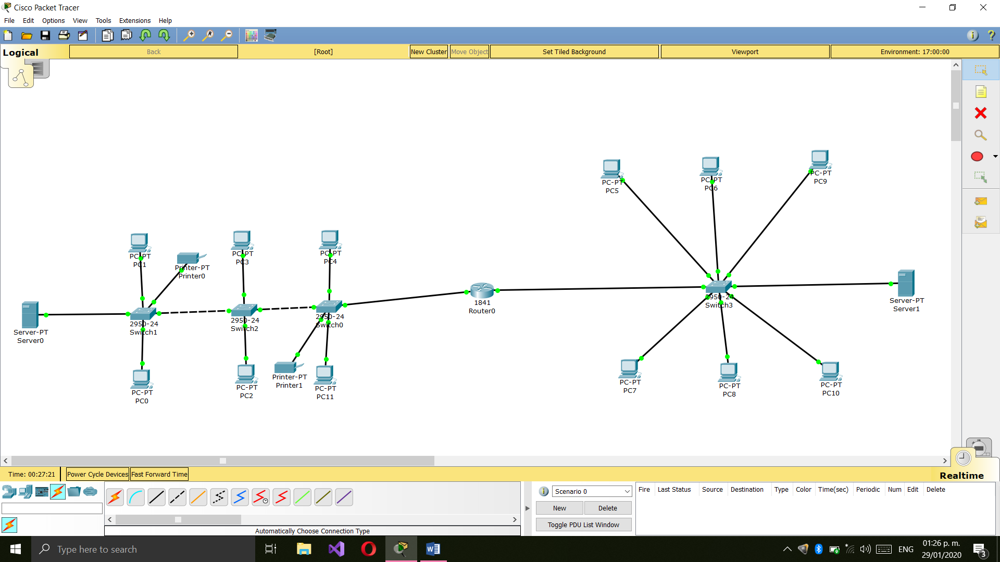 Cisco Packet Tracer
File Edit Options View Tools Extensions Help
Logical Back [Root] New Cluster Move Object Set Tiled Background Viewport Environment: 17:00:00
PC-PT
PC5
PC-PT
PC6
PC-PT
PC9
PC-PT
PC1
Printer-PT
Printer0
PC-PT
PC3
PC-PT
PC4
Server-PT
Server0
2950-24
Switch1
2950-24
Switch2
2950-24
Switch0
1841
Router0
2950-24
Switch3
Server-PT
Server1
PC-PT
PC0
PC-PT
PC2
Printer-PT
Printer1
PC-PT
PC11
PC-PT
PC7
PC-PT
PC8
PC-PT
PC10
Time: 00:27:21 Power Cycle Devices Fast Forward Time
Realtime
Scenario 0
New Delete
Toggle PDU List Window
Fire Last Status Source Destination Type Color Time(sec) Periodic Num Edit Delete
Automatically Choose Connection Type
Type here to search
ENG
01:26 p. m.
29/01/2020
3